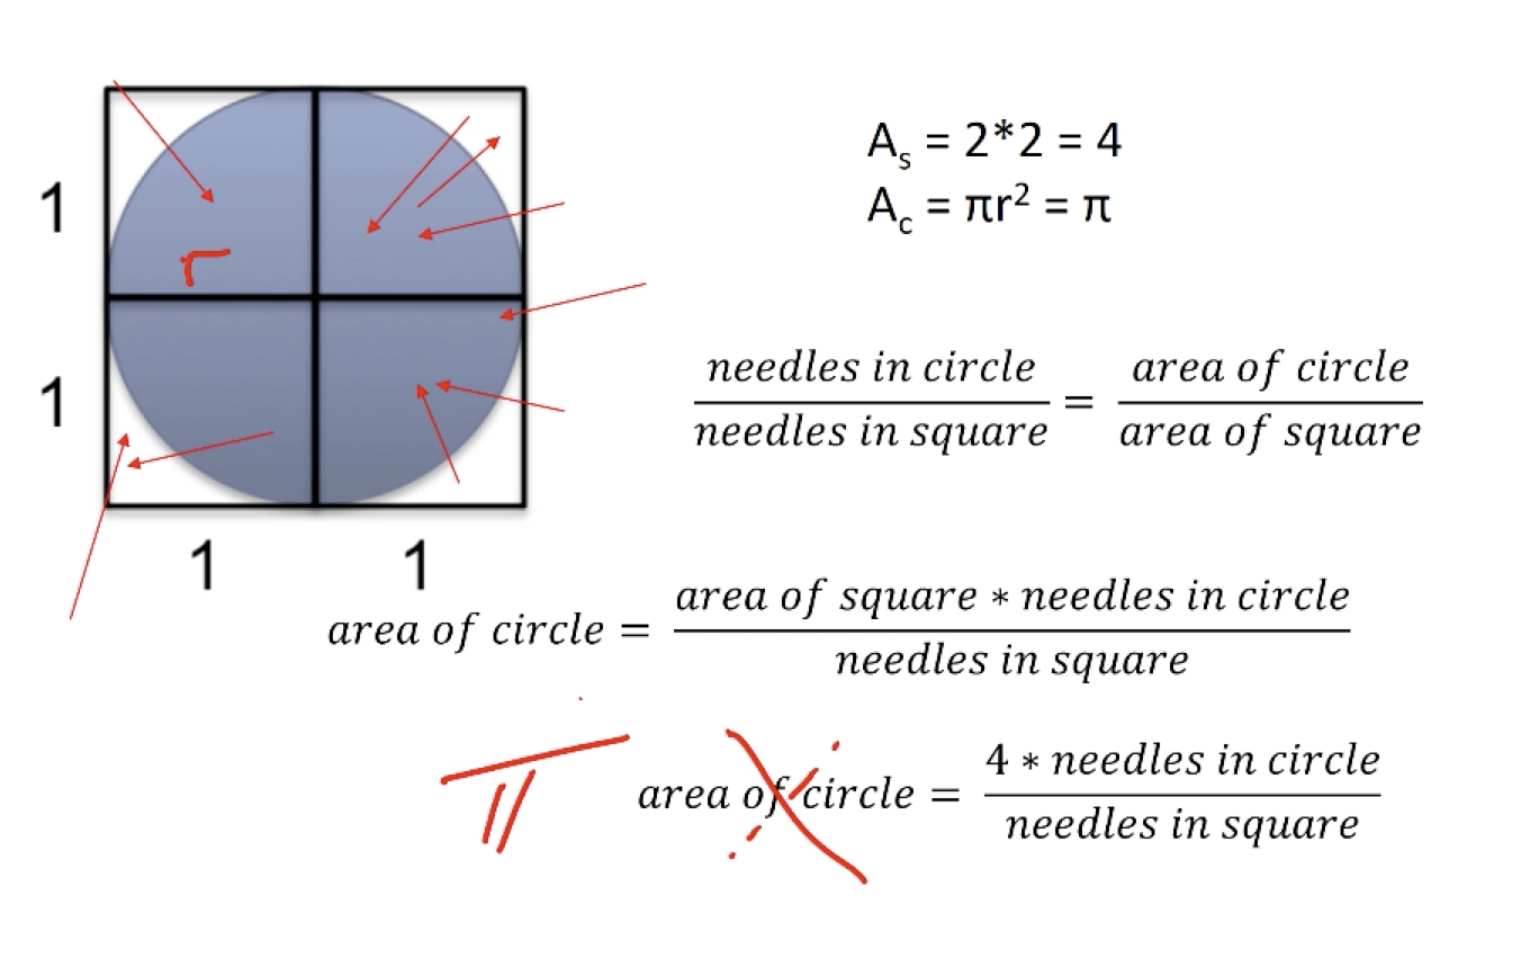 1
r
1
1 1
A_s = 2*2 = 4
A_c = πr² = π
needles in circle / needles in square = area of circle / area of square
area of circle = area of square * needles in circle / needles in square
π area of circle = 4 * needles in circle / needles in square